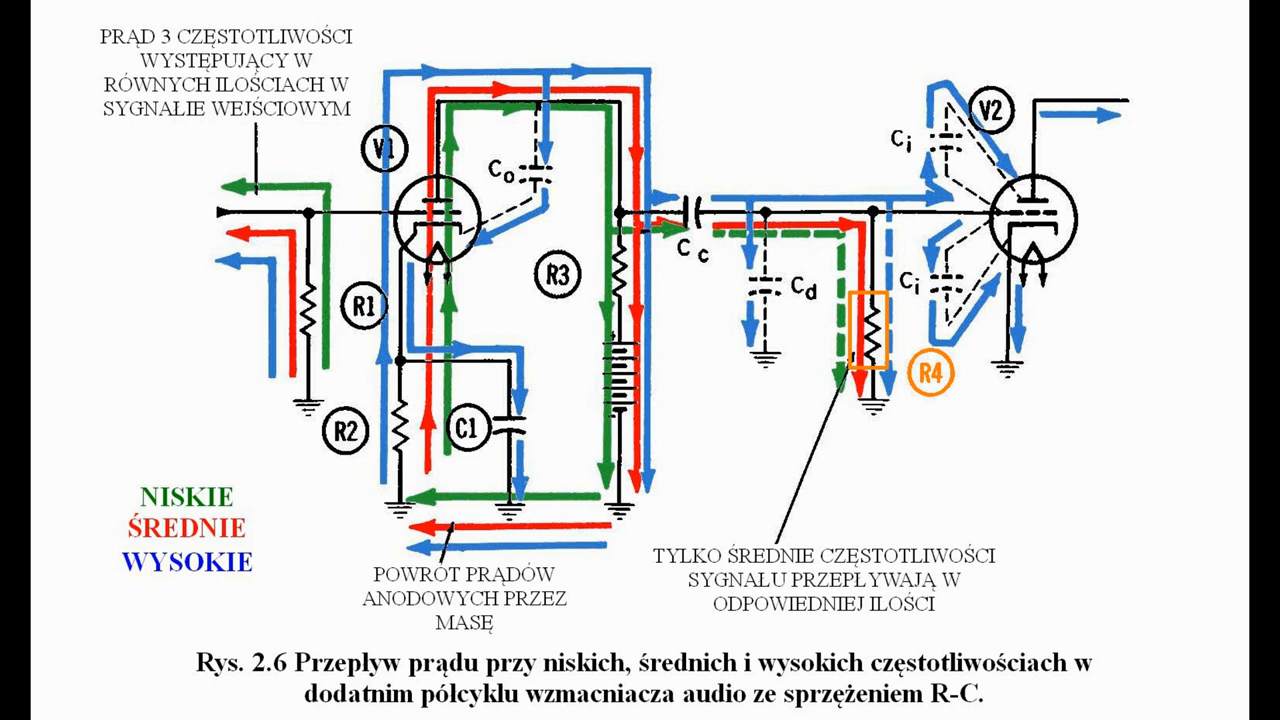 PRĄD 3 CZĘSTOTLIWOŚCI
WYSTĘPUJĄCY W
RÓWNYCH ILOŚCIACH W
SYGNALE WEJŚCIOWYM
V1
Co
R3
R1
R2
C1
Cc
Cd
Ci
V2
Ci
R4
NISKIE
ŚREDNIE
WYSOKIE
POWRÓT PRĄDÓW
ANODOWYCH PRZEZ
MASĘ
TYLKO ŚREDNIE CZĘSTOTLIWOŚCI
SYGNAŁU PRZEPŁYWAJĄ W
ODPOWIEDNIEJ ILOŚCI
Rys. 2.6 Przepływ prądu przy niskich, średnich i wysokich częstotliwościach w
dodatnim półcyklu wzmacniacza audio ze sprzężeniem R-C.